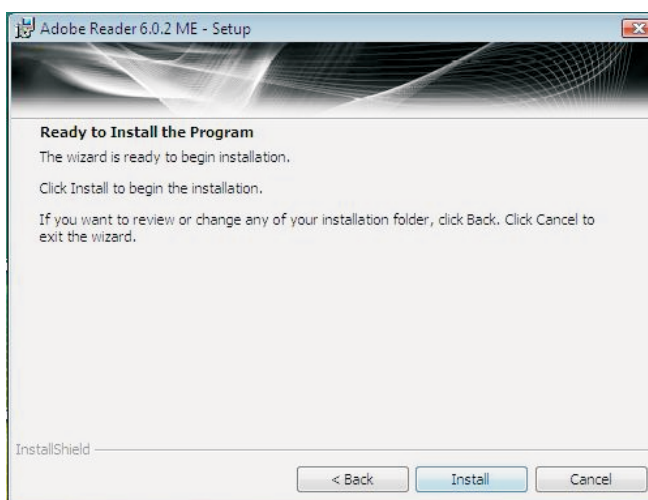 Adobe Reader 6.0.2 ME - Setup
Ready to Install the Program
The wizard is ready to begin installation.
Click Install to begin the installation.
If you want to review or change any of your installation folder, click Back. Click Cancel to
exit the wizard.
InstallShield
< Back Install Cancel